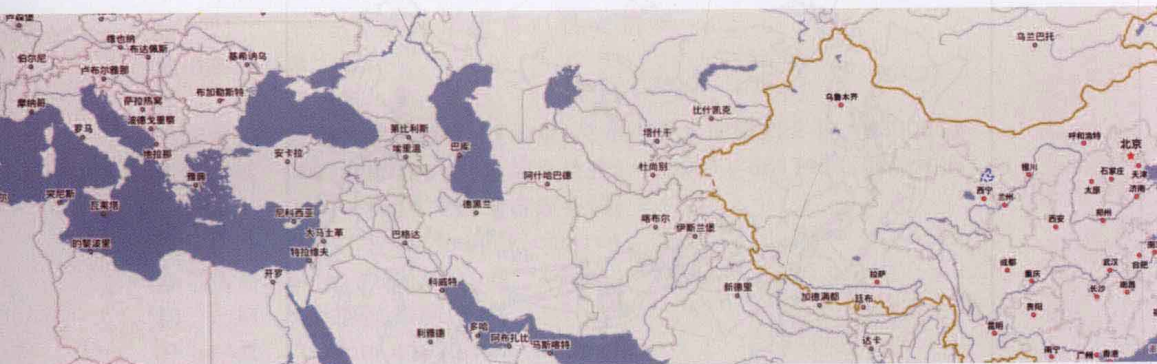 卢森堡
维也纳
布达佩斯
伯尔尼
基希讷乌
卢布尔雅那
摩纳哥
萨拉热窝
布加勒斯特
波德戈里察
罗马
地拉那
安卡拉
雅典
第比利斯
埃里温
巴库
突尼斯
瓦莱塔
尼科西亚
大马士革
特拉维夫
的黎波里
开罗
巴格达
德黑兰
阿什哈巴德
科威特
利雅德
多哈
阿布扎比
马斯喀特
塔什干
比什凯克
杜尚别
喀布尔
伊斯兰堡
新德里
加德满都
廷布
达卡
乌兰巴托
乌鲁木齐
呼和浩特
北京
天津
石家庄
太原
济南
银川
西宁
兰州
西安
郑州
拉萨
成都
重庆
武汉
合肥
长沙
南昌
贵阳
昆明
南宁
广州
香港